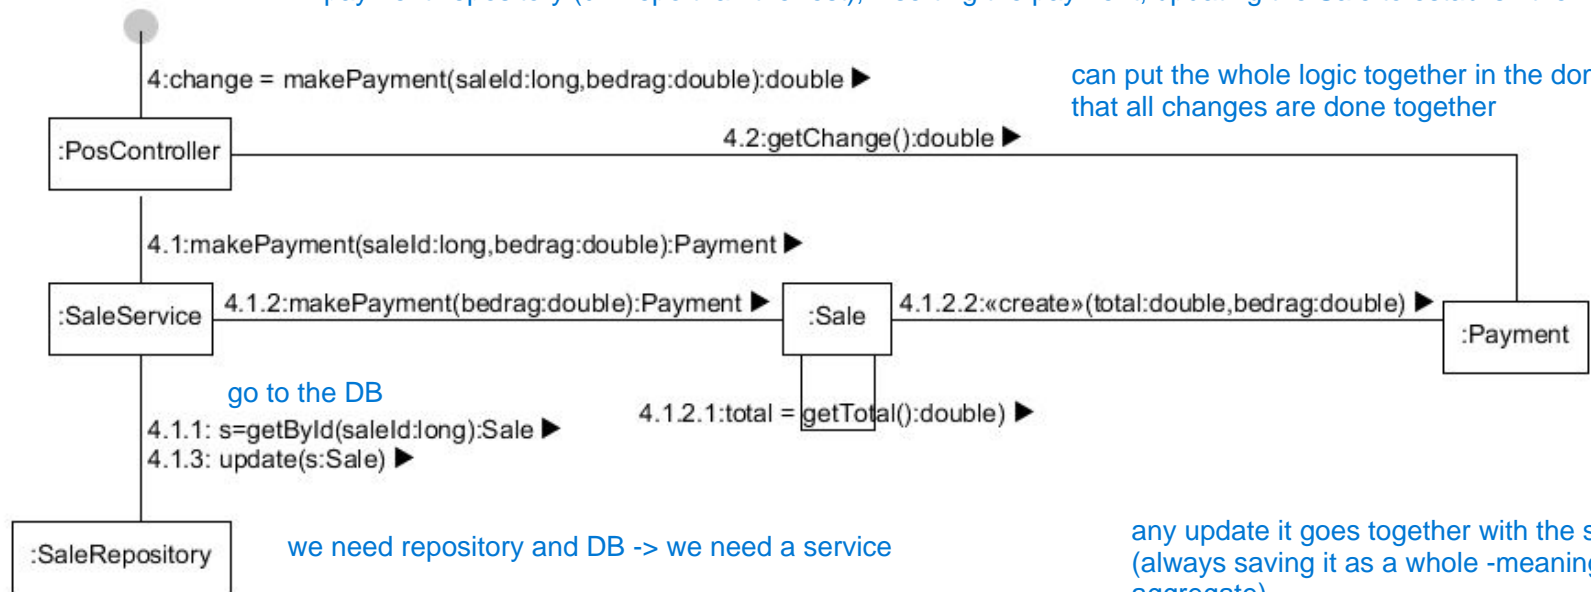 4:change = makePayment(saleId:long,bedrag:double):double ▶
can put the whole logic together in the
that all changes are done together
:PosController
4.2:getChange():double ▶
4.1:makePayment(saleId:long,bedrag:double):Payment ▶
:SaleService
4.1.2:makePayment(bedrag:double):Payment ▶
:Sale
4.1.2.2:«create»(total:double,bedrag:double) ▶
:Payment
go to the DB
4.1.2.1:total = getTotal():double) ▶
4.1.1: s=getById(saleId:long):Sale ▶
4.1.3: update(s:Sale) ▶
:SaleRepository
we need repository and DB -> we need a service
any update it goes together with the
(always saving it as a whole -meaning